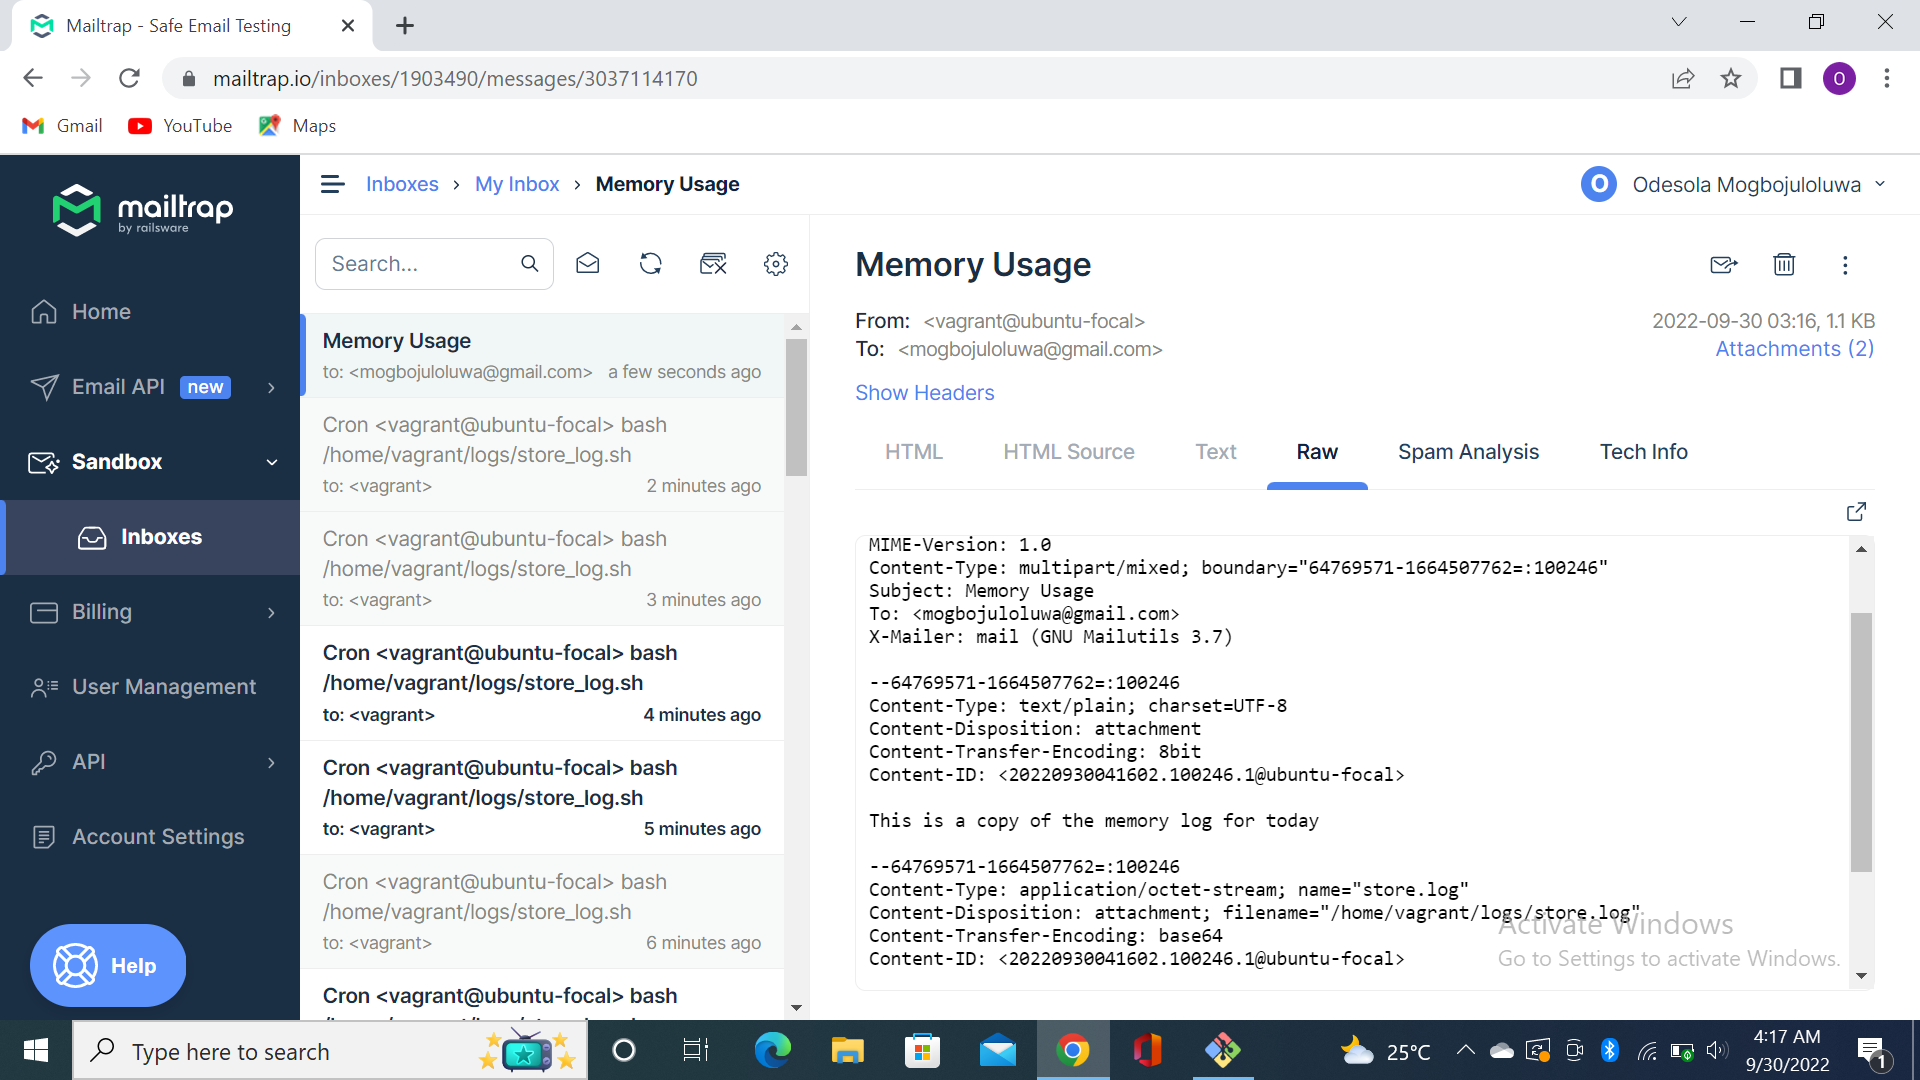 Mailtrap - Safe Email Testing
mailtrap.io/inboxes/1903490/messages/3037114170
O
Gmail
YouTube
Maps
mailtrap
by railsware
Home
Email API new
Sandbox
Inboxes
Billing
User Management
API
Account Settings
Help
Inboxes › My Inbox › Memory Usage
O Odesola Mogbojuloluwa
Search...
Memory Usage
to: <mogbojuloluwa@gmail.com> a few seconds ago
Cron <vagrant@ubuntu-focal> bash
/home/vagrant/logs/store_log.sh
to: <vagrant> 2 minutes ago
Cron <vagrant@ubuntu-focal> bash
/home/vagrant/logs/store_log.sh
to: <vagrant> 3 minutes ago
Cron <vagrant@ubuntu-focal> bash
/home/vagrant/logs/store_log.sh
to: <vagrant> 4 minutes ago
Cron <vagrant@ubuntu-focal> bash
/home/vagrant/logs/store_log.sh
to: <vagrant> 5 minutes ago
Cron <vagrant@ubuntu-focal> bash
/home/vagrant/logs/store_log.sh
to: <vagrant> 6 minutes ago
Cron <vagrant@ubuntu-focal> bash
Memory Usage
From: <vagrant@ubuntu-focal>
To: <mogbojuloluwa@gmail.com>
2022-09-30 03:16, 1.1 KB
Attachments (2)
Show Headers
HTML HTML Source Text Raw Spam Analysis Tech Info
MIME-Version: 1.0
Content-Type: multipart/mixed; boundary="64769571-1664507762=:100246"
Subject: Memory Usage
To: <mogbojuloluwa@gmail.com>
X-Mailer: mail (GNU Mailutils 3.7)
--64769571-1664507762=:100246
Content-Type: text/plain; charset=UTF-8
Content-Disposition: attachment
Content-Transfer-Encoding: 8bit
Content-ID: <20220930041602.100246.1@ubuntu-focal>
This is a copy of the memory log for today
--64769571-1664507762=:100246
Content-Type: application/octet-stream; name="store.log"
Content-Disposition: attachment; filename="/home/vagrant/logs/store.log"
Content-Transfer-Encoding: base64
Content-ID: <20220930041602.100246.1@ubuntu-focal>
Activate Windows
Go to Settings to activate Windows.
Type here to search
25°C
4:17 AM
9/30/2022
1